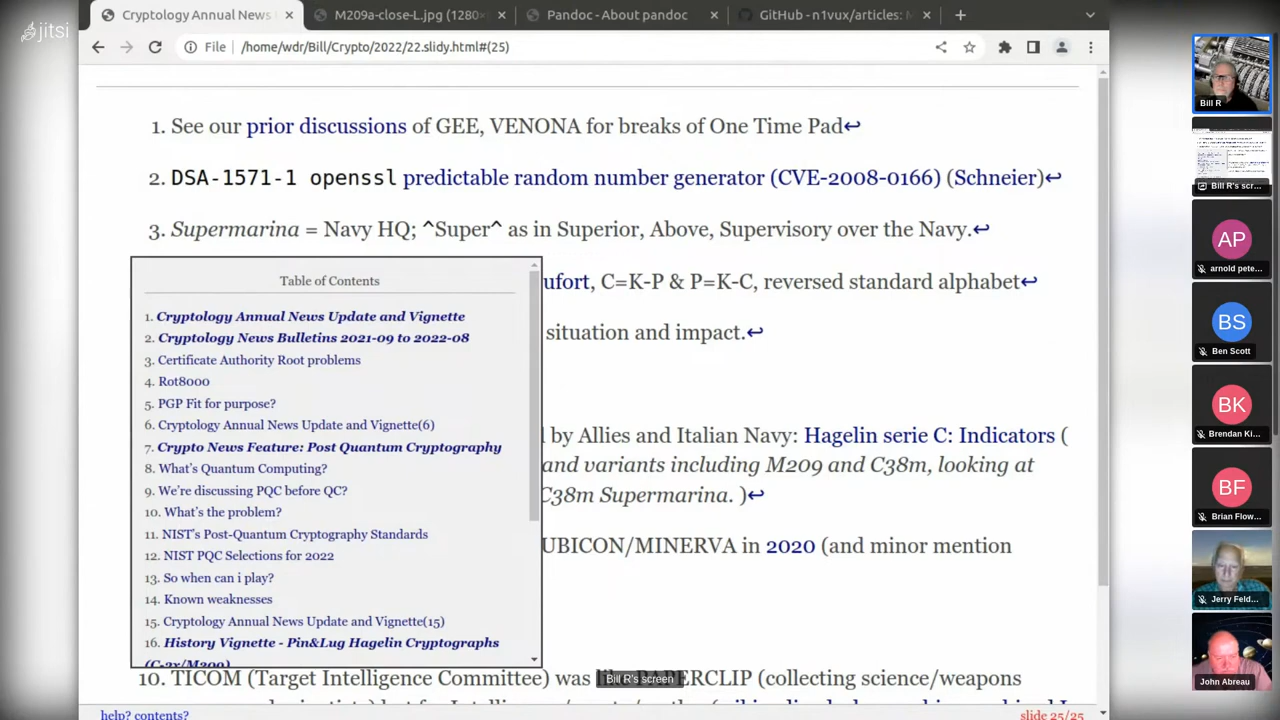 jitsi
Cryptology Annual News
M209a-close-L.jpg (1280×
Pandoc - About pandoc
GitHub - n1vux/articles: M
File
/home/wdr/Bill/Crypto/2022/22.slidy.html#(25)
1. See our prior discussions of GEE, VENONA for breaks of One Time Pad↩
2. DSA-1571-1 openssl predictable random number generator (CVE-2008-0166) (Schneier)↩
3. Supermarina = Navy HQ; ^Super^ as in Superior, Above, Supervisory over the Navy.↩
ufort, C=K-P & P=K-C, reversed standard alphabet↩
situation and impact.↩
l by Allies and Italian Navy: Hagelin serie C: Indicators (
and variants including M209 and C38m, looking at
C38m Supermarina. )↩
UBICON/MINERVA in 2020 (and minor mention
10. TICOM (Target Intelligence Committee) was like PAPERCLIP (collecting science/weapons
Table of Contents
1. Cryptology Annual News Update and Vignette
2. Cryptology News Bulletins 2021-09 to 2022-08
3. Certificate Authority Root problems
4. Rot8000
5. PGP Fit for purpose?
6. Cryptology Annual News Update and Vignette(6)
7. Crypto News Feature: Post Quantum Cryptography
8. What's Quantum Computing?
9. We're discussing PQC before QC?
10. What's the problem?
11. NIST's Post-Quantum Cryptography Standards
12. NIST PQC Selections for 2022
13. So when can i play?
14. Known weaknesses
15. Cryptology Annual News Update and Vignette(15)
16. History Vignette - Pin&Lug Hagelin Cryptographs
(C-3x/M209)
Bill R's screen
help? contents?
slide 25/25
Bill R
Bill R's scr...
AP
arnold pete...
BS
Ben Scott
BK
Brendan Ki...
BF
Brian Flow...
Jerry Feld...
John Abreau